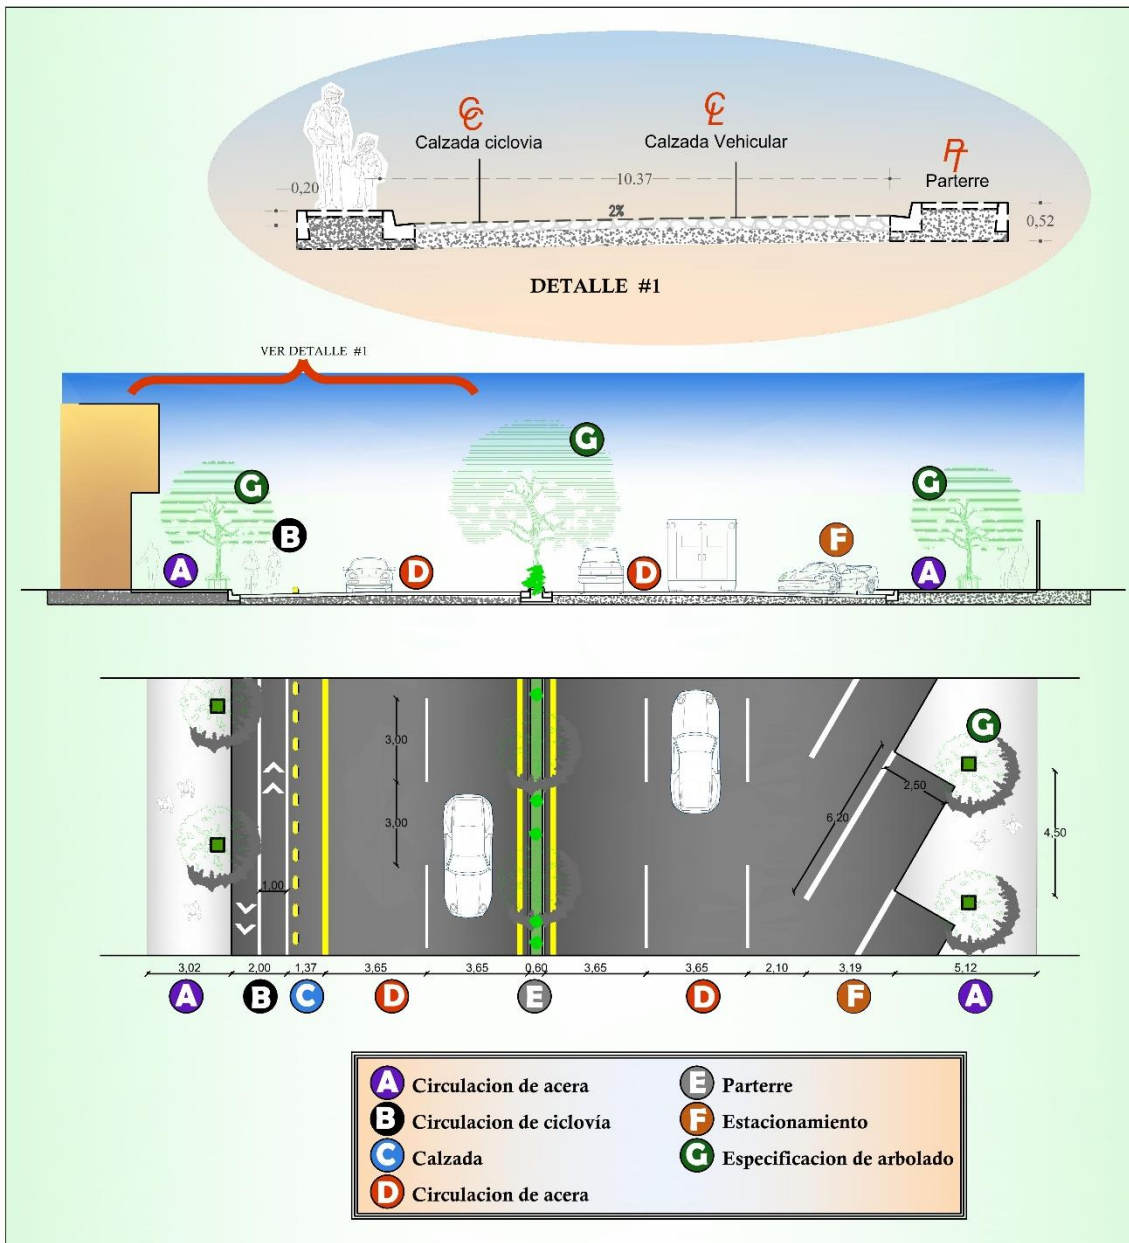 Calzada ciclovia
Calzada Vehicular
Parterre
0,20
10.37
2%
0,52
DETALLE #1
VER DETALLE #1
G
G
G
B
F
A
D
D
A
G
3,00
3,00
2,50
6,20
4,50
1,00
3,02
2,00
1,37
3,65
3,65
0,60
3,65
3,65
2,10
3,19
5,12
A
B
C
D
E
D
F
A
A Circulacion de acera
B Circulacion de ciclovía
C Calzada
D Circulacion de acera
E Parterre
F Estacionamiento
G Especificacion de arbolado